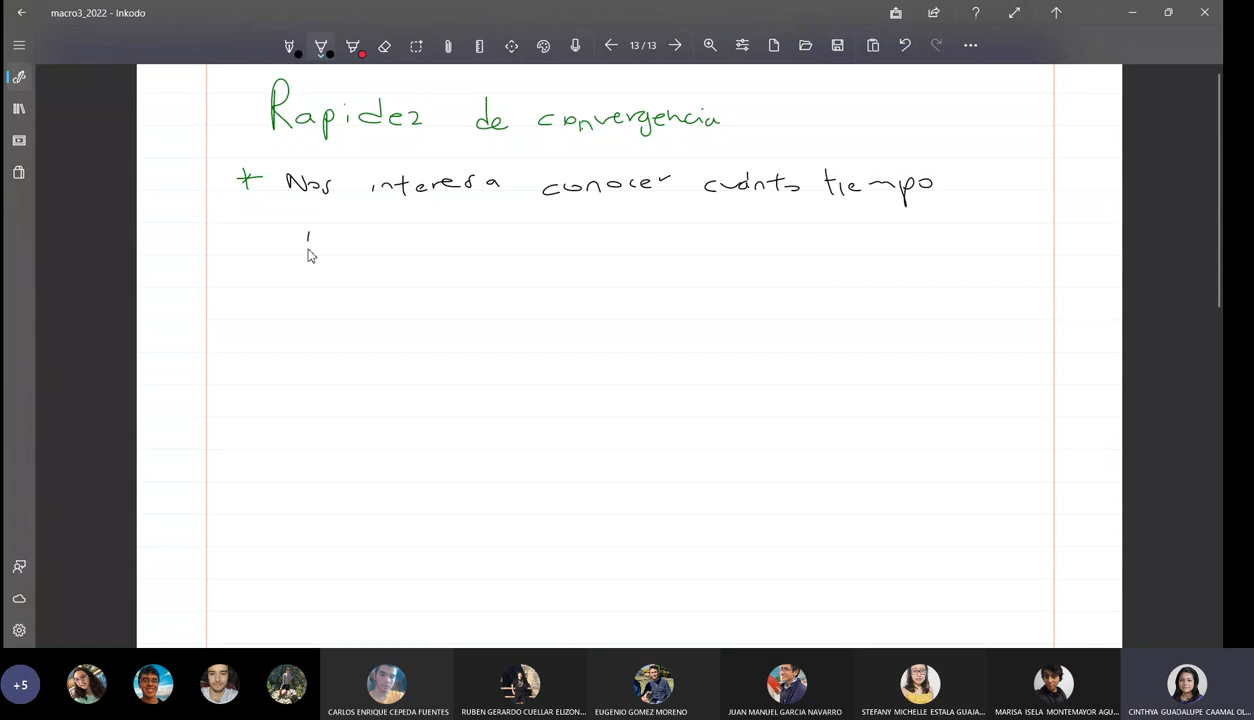 macro3_2022 - Inkodo
13 / 13
Rapidez de convergencia
* Nos interesa conocer cuánto tiempo
+5
CARLOS ENRIQUE CEPEDA FUENTES
RUBEN GERARDO CUELLAR ELIZON...
EUGENIO GOMEZ MORENO
JUAN MANUEL GARCIA NAVARRO
STEFANY MICHELLE ESTALA GUAJA...
MARISA ISELA MONTEMAYOR AGU...
CINTHYA GUADALUPE CAAMAL OL...